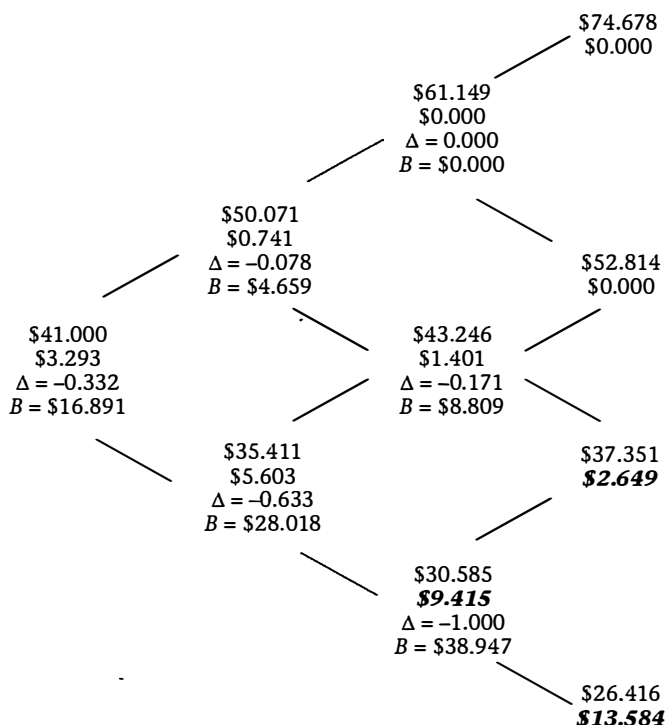 $74.678
$0.000
$61.149
$0.000
Δ = 0.000
B = $0.000
$50.071
$0.741
Δ = –0.078
B = $4.659
$52.814
$0.000
$41.000
$3.293
Δ = –0.332
B = $16.891
$43.246
$1.401
Δ = –0.171
B = $8.809
$35.411
$5.603
Δ = –0.633
B = $28.018
$37.351
$2.649
$30.585
$9.415
Δ = –1.000
B = $38.947
$26.416
$13.584